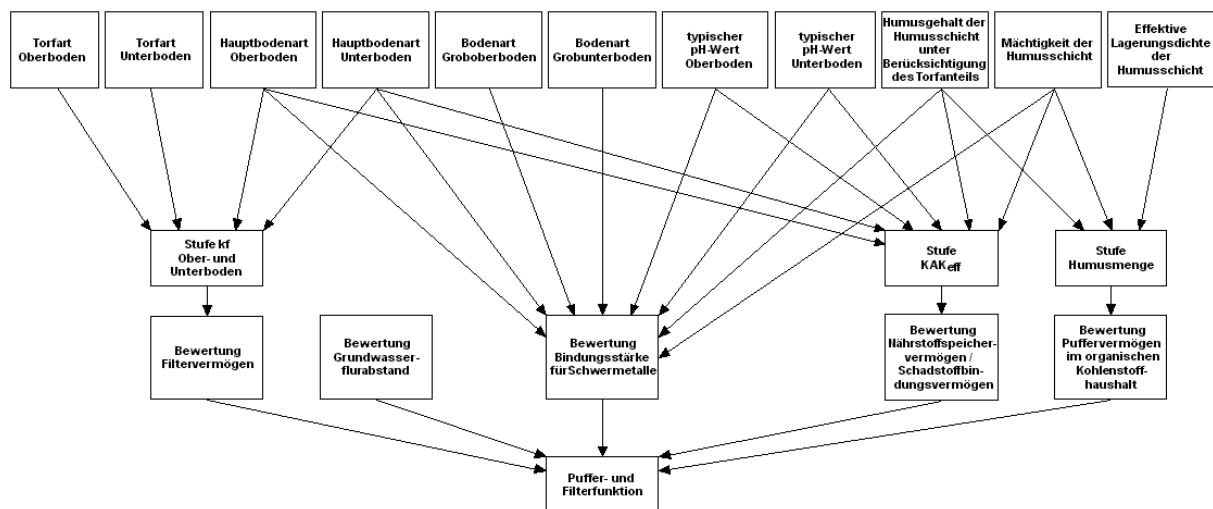 Torfart
Oberboden
Torfart
Unterboden
Hauptbodenart
Oberboden
Hauptbodenart
Unterboden
Bodenart
Groboberboden
Bodenart
Grobunterboden
typischer
pH-Wert
Oberboden
typischer
pH-Wert
Unterboden
Humusgehalt der
Humusschicht
unter
Berücksichtigung
des Torfanteils
Mächtigkeit der
Humusschicht
Effektive
Lagerungsdichte
der
Humusschicht
Stufe kf
Ober- und
Unterboden
Stufe
KAKeff
Stufe
Humusmenge
Bewertung
Filtervermögen
Bewertung
Grundwasser-
flurabstand
Bewertung
Bindungsstärke
für Schwermetalle
Bewertung
Nährstoffspeicher-
vermögen /
Schadstoffbin-
dungsvermögen
Bewertung
Puffervermögen
im organischen
Kohlenstoff-
haushalt
Puffer- und
Filterfunktion